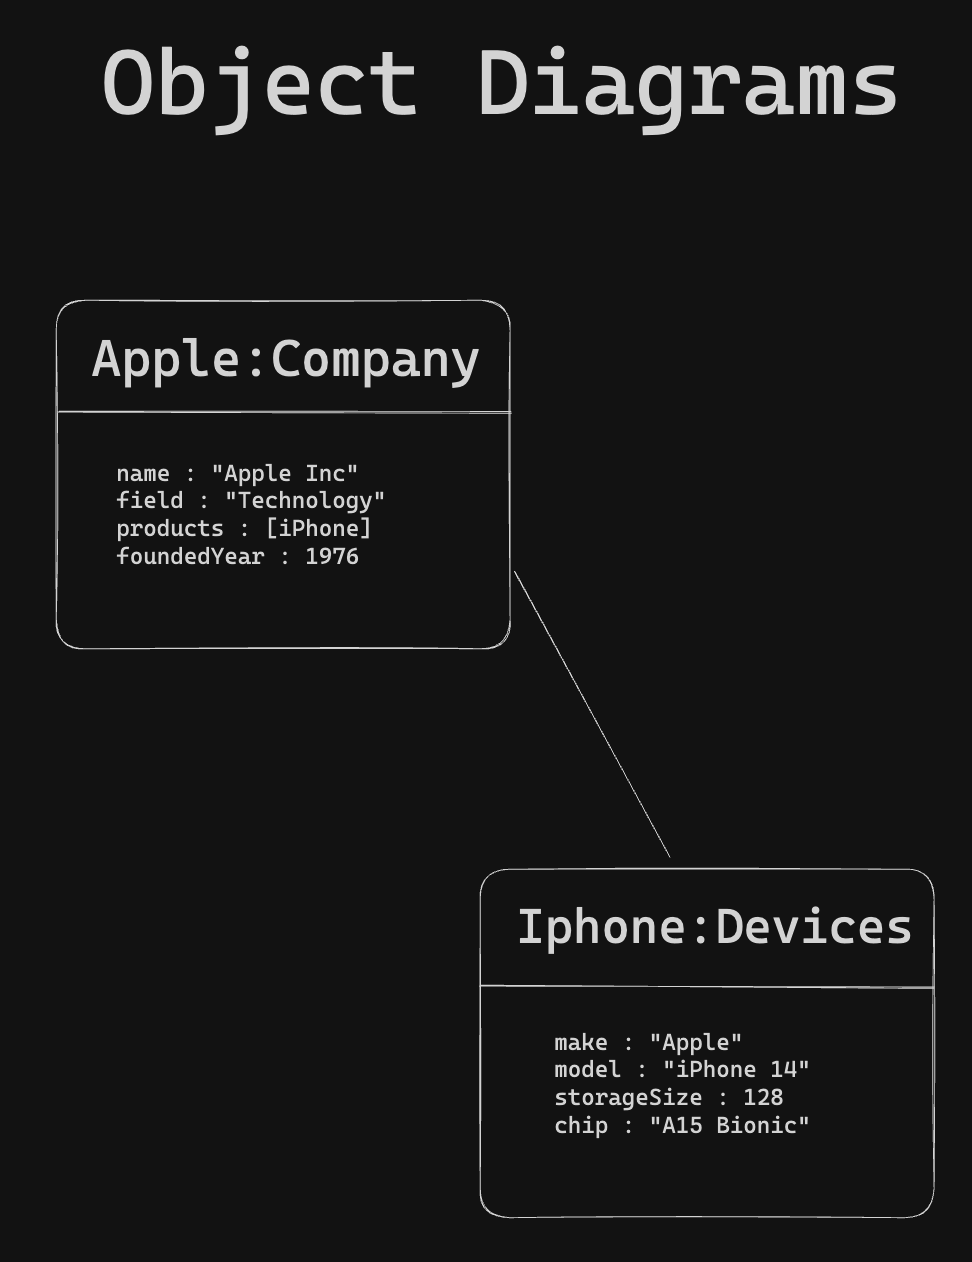 Object Diagrams
Apple:Company
name : "Apple Inc"
field : "Technology"
products : [iPhone]
foundedYear : 1976
Iphone:Devices
make : "Apple"
model : "iPhone 14"
storageSize : 128
chip : "A15 Bionic"